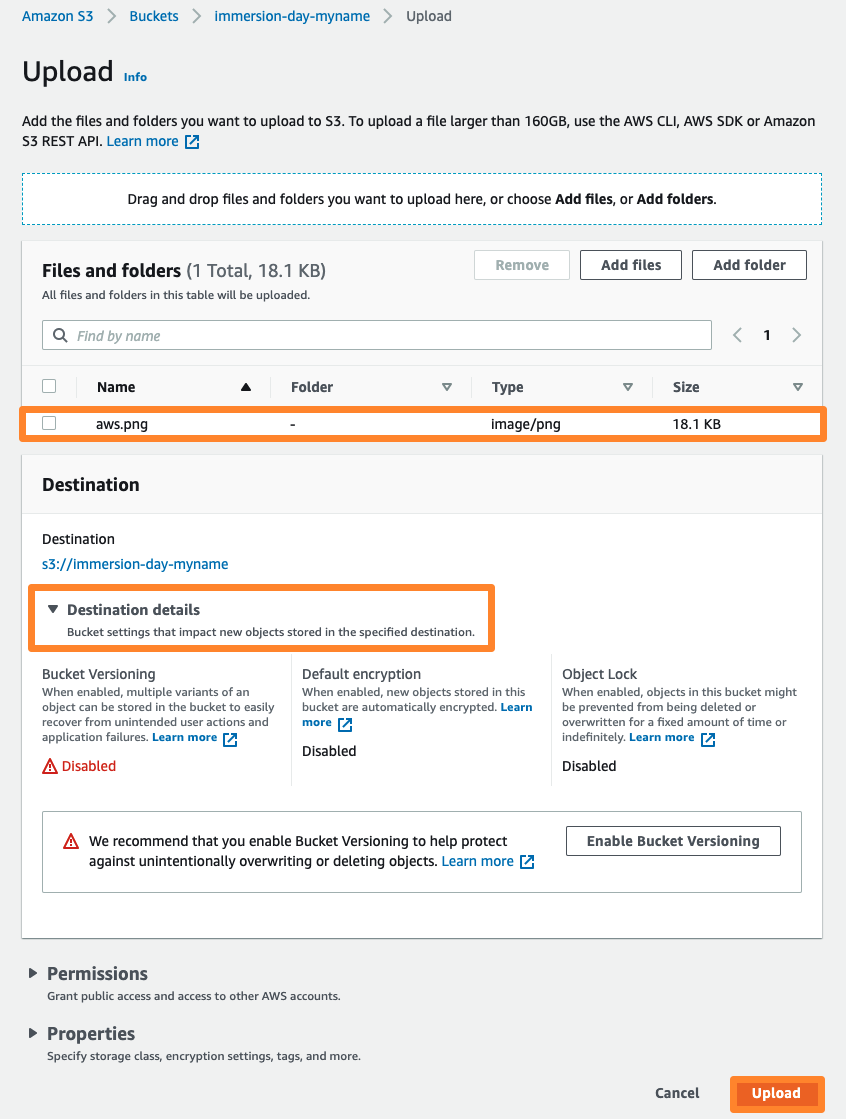 Amazon S3 > Buckets > immersion-day-myname > Upload
Upload Info
Add the files and folders you want to upload to S3. To upload a file larger than 160GB, use the AWS CLI, AWS SDK or Amazon
S3 REST API. Learn more
Drag and drop files and folders you want to upload here, or choose Add files, or Add folders.
Files and folders (1 Total, 18.1 KB)
Remove
Add files
Add folder
All files and folders in this table will be uploaded.
Find by name
1
Name Folder Type Size
aws.png - image/png 18.1 KB
Destination
Destination
s3://immersion-day-myname
Destination details
Bucket settings that impact new objects stored in the specified destination.
Bucket Versioning
When enabled, multiple variants of an
object can be stored in the bucket to easily
recover from unintended user actions and
application failures. Learn more
Disabled
Default encryption
When enabled, new objects stored in this
bucket are automatically encrypted. Learn
more
Disabled
Object Lock
When enabled, objects in this bucket might
be prevented from being deleted or
overwritten for a fixed amount of time or
indefinitely. Learn more
Disabled
We recommend that you enable Bucket Versioning to help protect
against unintentionally overwriting or deleting objects. Learn more
Enable Bucket Versioning
Permissions
Grant public access and access to other AWS accounts.
Properties
Specify storage class, encryption settings, tags, and more.
Cancel
Upload